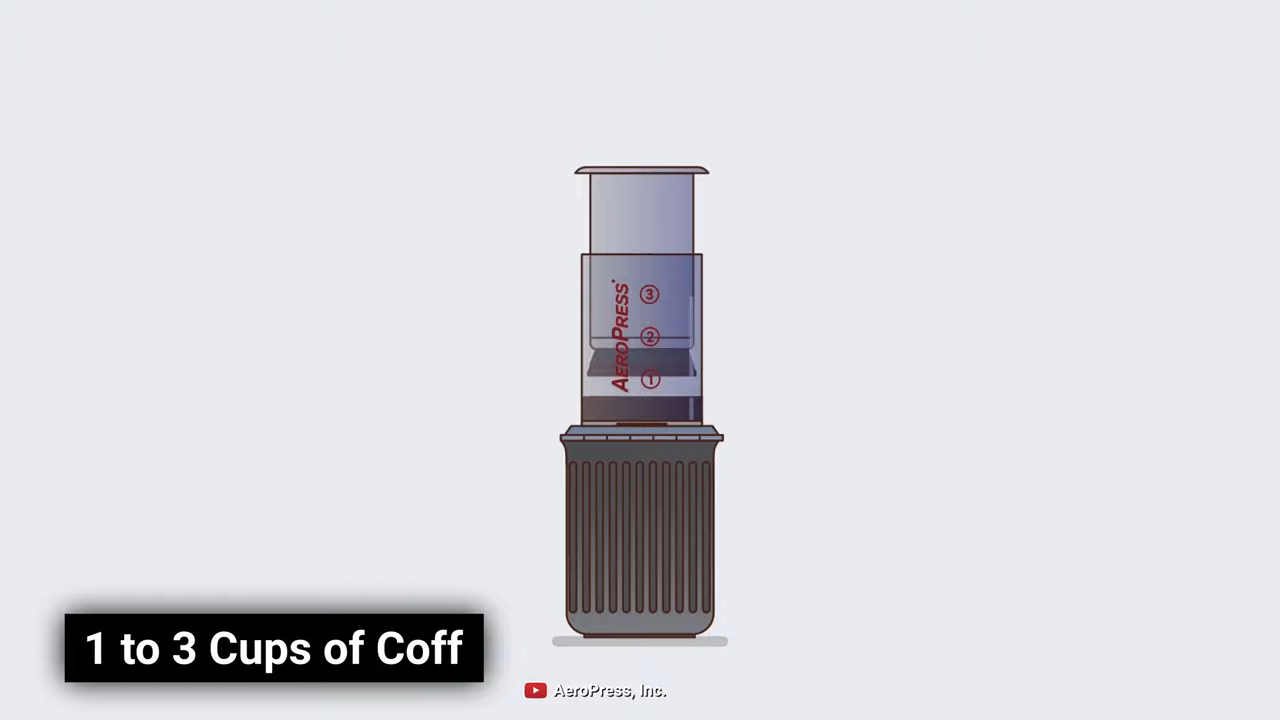 AEROPRESS
3
2
1
1 to 3 Cups of Coff
AeroPress, Inc.